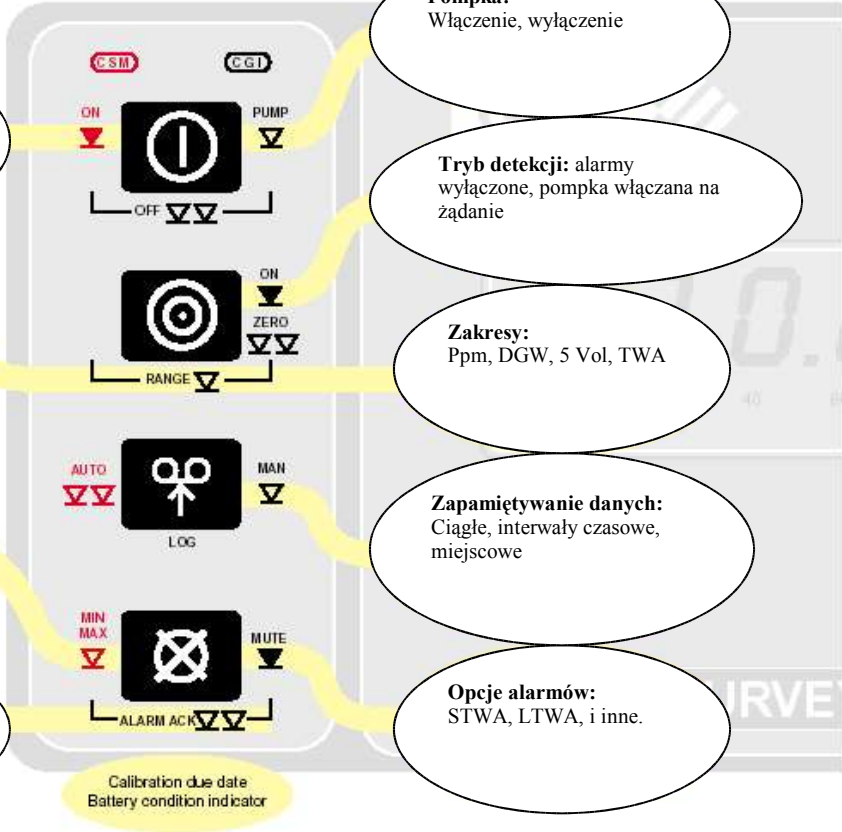 Pompka:
Włączenie, wyłączenie
CSM
CGI
ON
PUMP
OFF
Tryb detekcji: alarmy
wyłączone, pompka włączana na
żądanie
ON
ZERO
RANGE
Zakresy:
Ppm, DGW, 5 Vol, TWA
40
AUTO
MAN
LOG
Zapamiętywanie danych:
Ciągłe, interwały czasowe,
miejscowe
MIN
MAX
MUTE
ALARM ACK
Opcje alarmów:
STWA, LTWA, i inne.
Calibration due date
Battery condition indicator